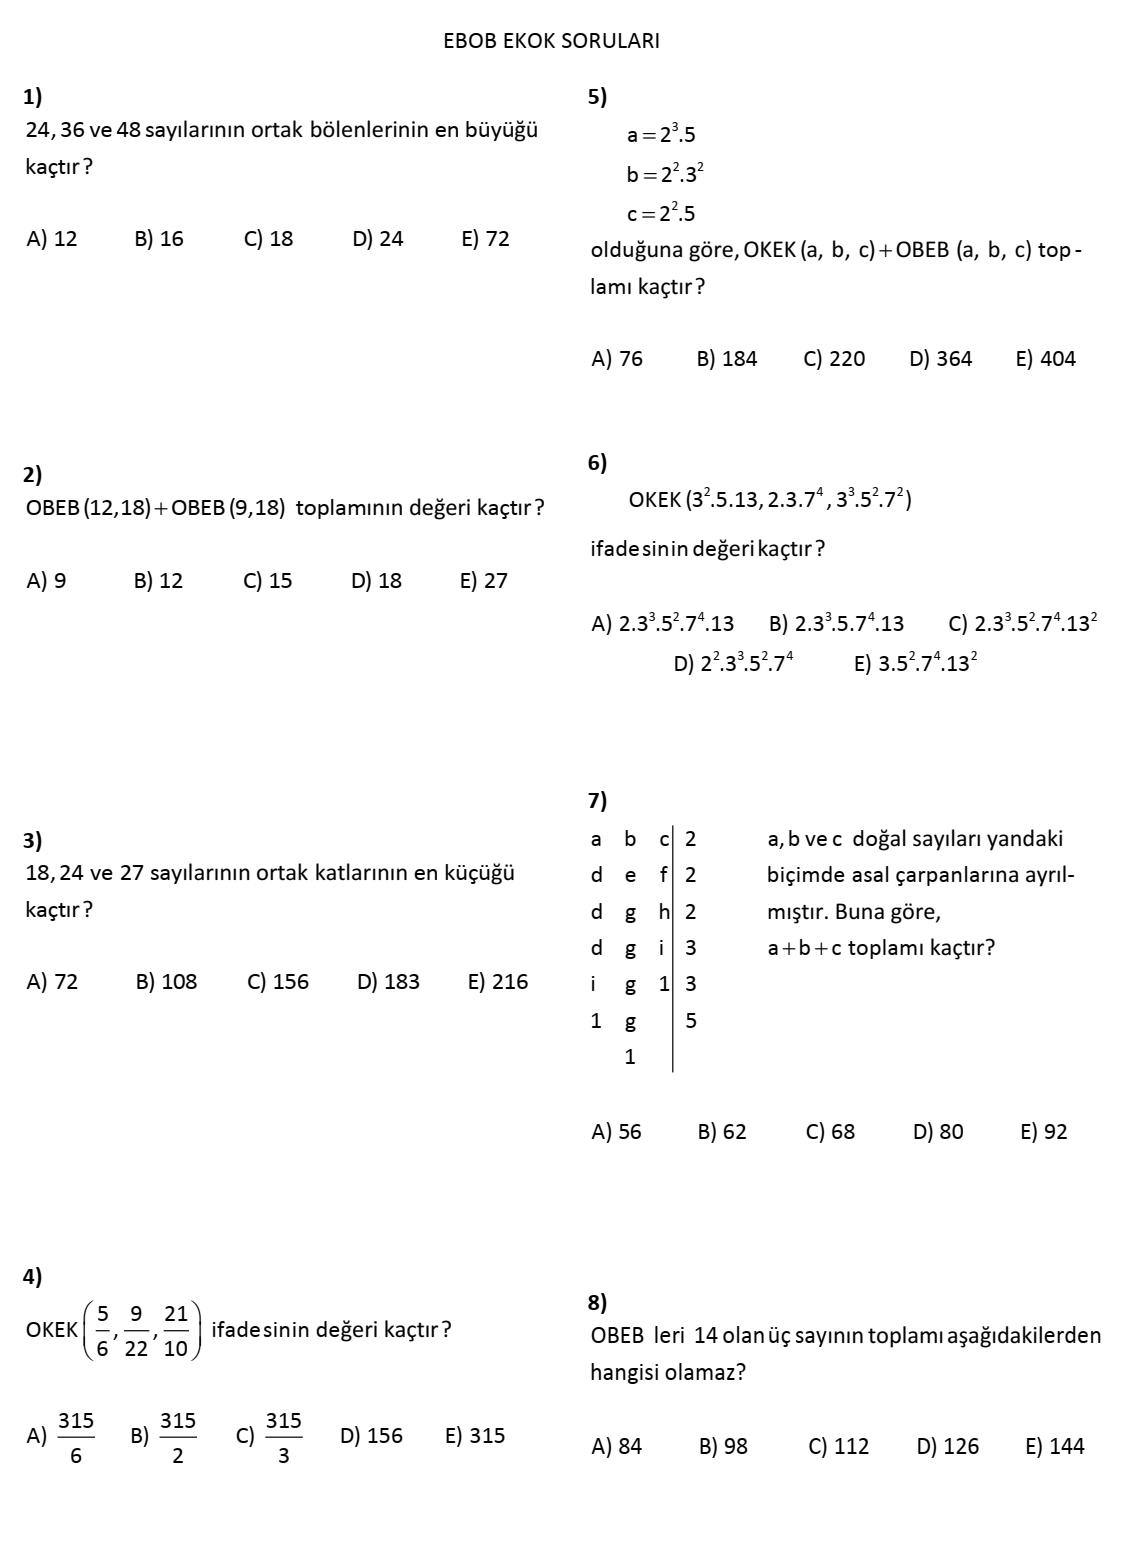 EBOB EKOK SORULARI
1)
24, 36 ve 48 sayılarının ortak bölenlerinin en büyüğü
kaçtır?
A) 12 B) 16 C) 18 D) 24 E) 72
2)
OBEB (12,18) + OBEB (9,18) toplamının değeri kaçtır?
A) 9 B) 12 C) 15 D) 18 E) 27
3)
18, 24 ve 27 sayılarının ortak katlarının en küçüğü
kaçtır?
A) 72 B) 108 C) 156 D) 183 E) 216
4)
OKEK (5/6, 9/22, 21/10) ifadesinin değeri kaçtır?
A) 315/6 B) 315/2 C) 315/3 D) 156 E) 315
5)
a = 2³.5
b = 2².3²
c = 2².5
olduğuna göre, OKEK (a, b, c) + OBEB (a, b, c) top-
lamı kaçtır?
A) 76 B) 184 C) 220 D) 364 E) 404
6)
OKEK (3².5.13, 2.3.7⁴, 3³.5².7²)
ifadesinin değeri kaçtır?
A) 2.3³.5².7⁴.13 B) 2.3³.5.7⁴.13 C) 2.3³.5².7⁴.13²
D) 2².3³.5².7⁴ E) 3.5².7⁴.13²
7)
a b c 2 a, b ve c doğal sayıları yandaki
d e f 2 biçimde asal çarpanlarına ayrıl-
d g h 2 mıştır. Buna göre,
d g i 3 a+b+c toplamı kaçtır?
i g 1 3
1 g 5
1
A) 56 B) 62 C) 68 D) 80 E) 92
8)
OBEB leri 14 olan üç sayının toplamı aşağıdakilerden
hangisi olamaz?
A) 84 B) 98 C) 112 D) 126 E) 144